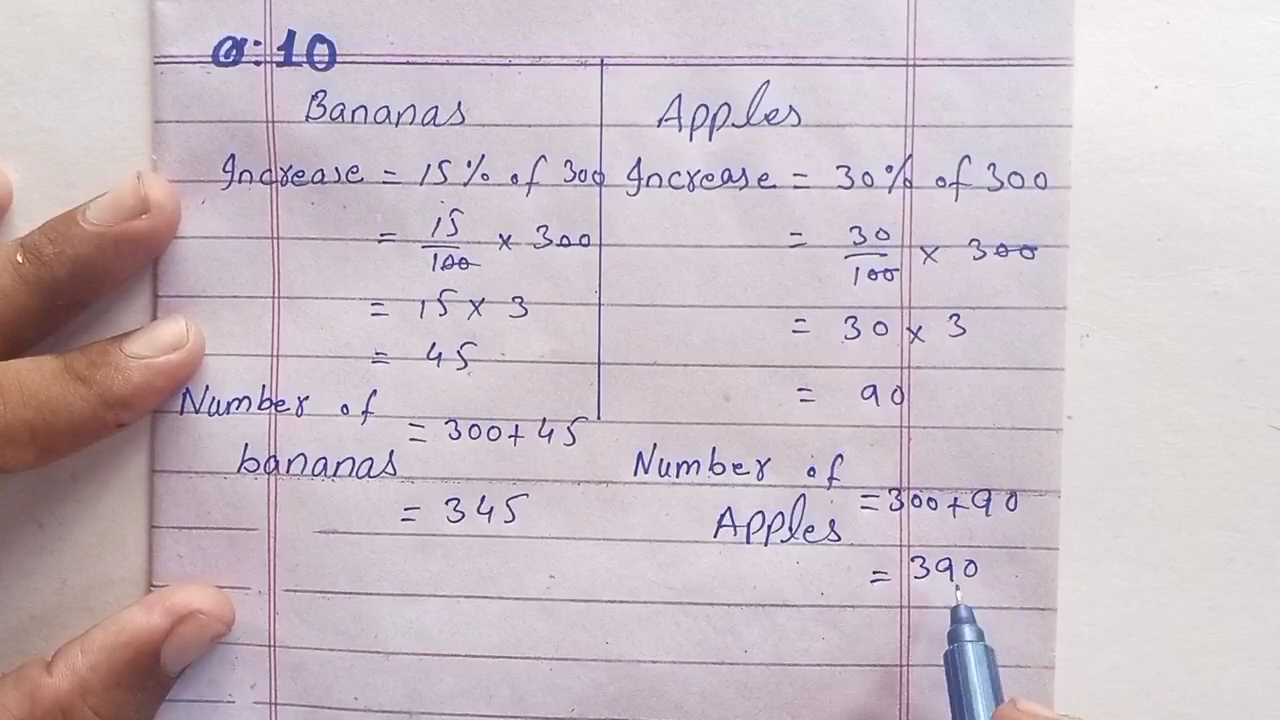 Q:10
Bananas
Increase = 15% of 300
= 15/100 × 300
= 15 × 3
= 45
Number of bananas = 300+45
= 345
Apples
Increase = 30% of 300
= 30/100 × 300
= 30 × 3
= 90
Number of Apples = 300+90
= 390